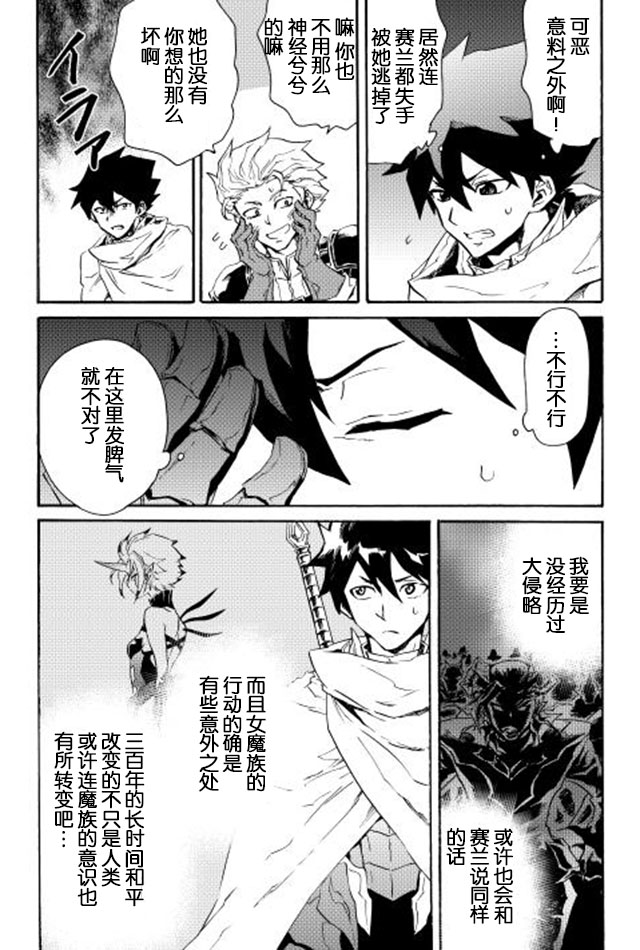 可恶
意料之外啊！
居然连
赛兰都失手
被她逃掉了
嘛 你也
不用那么
神经兮兮
的嘛
她也没有
你想的那么
坏啊
イラァ
…不行不行
在这里发脾气
就不对了
我要是
没经历过
大侵略
或许也会和
赛兰说同样
的话
而且女魔族的
行动的确是
有些意外之处
三百年的长时间和平
改变的不只是人类
或许连魔族的意识也
有所转变吧…